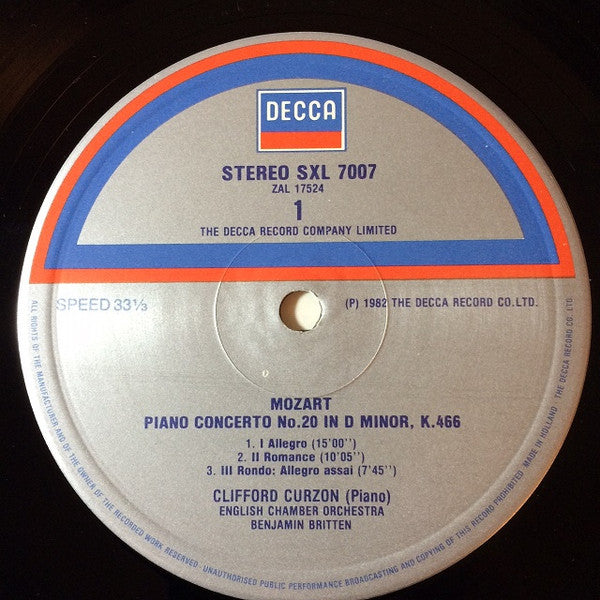 DECCA
STEREO SXL 7007
ZAL 17524
1
THE DECCA RECORD COMPANY LIMITED
SPEED 33⅓
(P) 1982 THE DECCA RECORD CO.LTD.
MOZART
PIANO CONCERTO No.20 IN D MINOR, K.466
1. I Allegro (15'00'')
2. II Romance (10'05'')
3. III Rondo: Allegro assai (7'45'')
CLIFFORD CURZON (Piano)
ENGLISH CHAMBER ORCHESTRA
BENJAMIN BRITTEN
ALL RIGHTS OF THE MANUFACTURER AND OF THE OWNER OF THE RECORDED WORK RESERVED · UNAUTHORISED PUBLIC PERFORMANCE BROADCASTING AND COPYING OF THIS RECORD PROHIBITED · MADE IN HOLLAND · THE DECCA RECORD CO. LTD